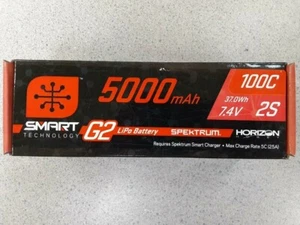 5000mAh
100C
37.0Wh
7.4V 2S
SMART
TECHNOLOGY
G2 LiPo Battery
SPEKTRUM
HORIZON
Requires Spektrum Smart Charger • Max Charge Rate 5C (25A)